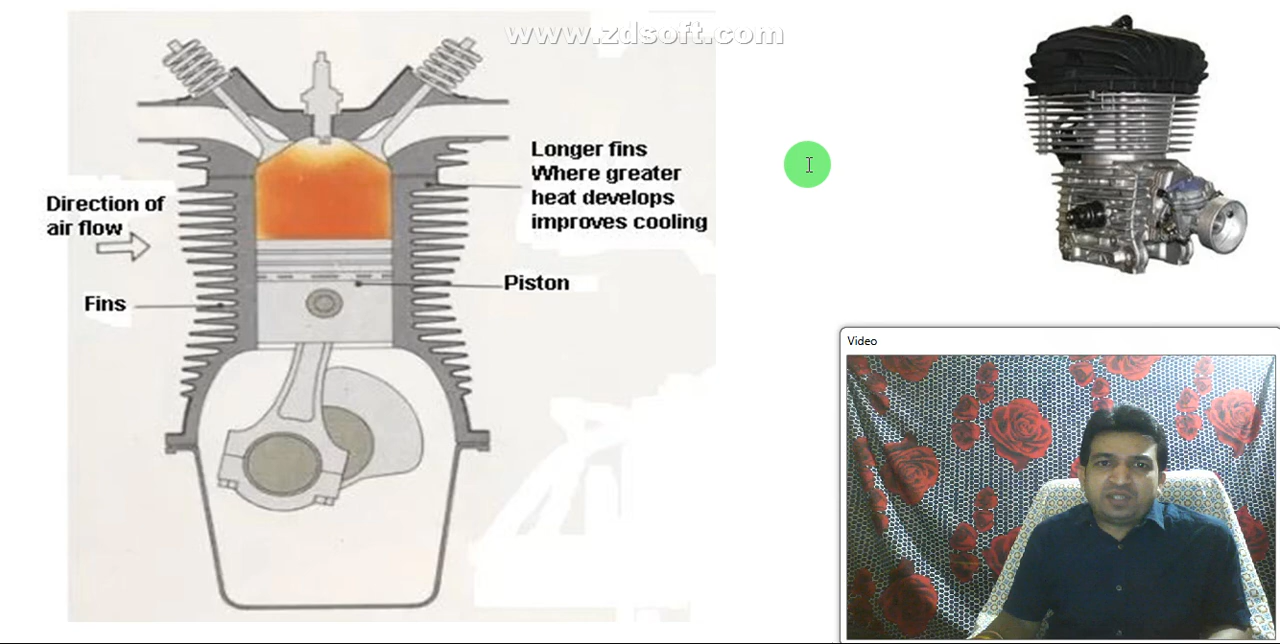 www.zdsoft.com
Longer fins
Where greater
heat develops
improves cooling
Direction of
air flow
Piston
Fins
Video